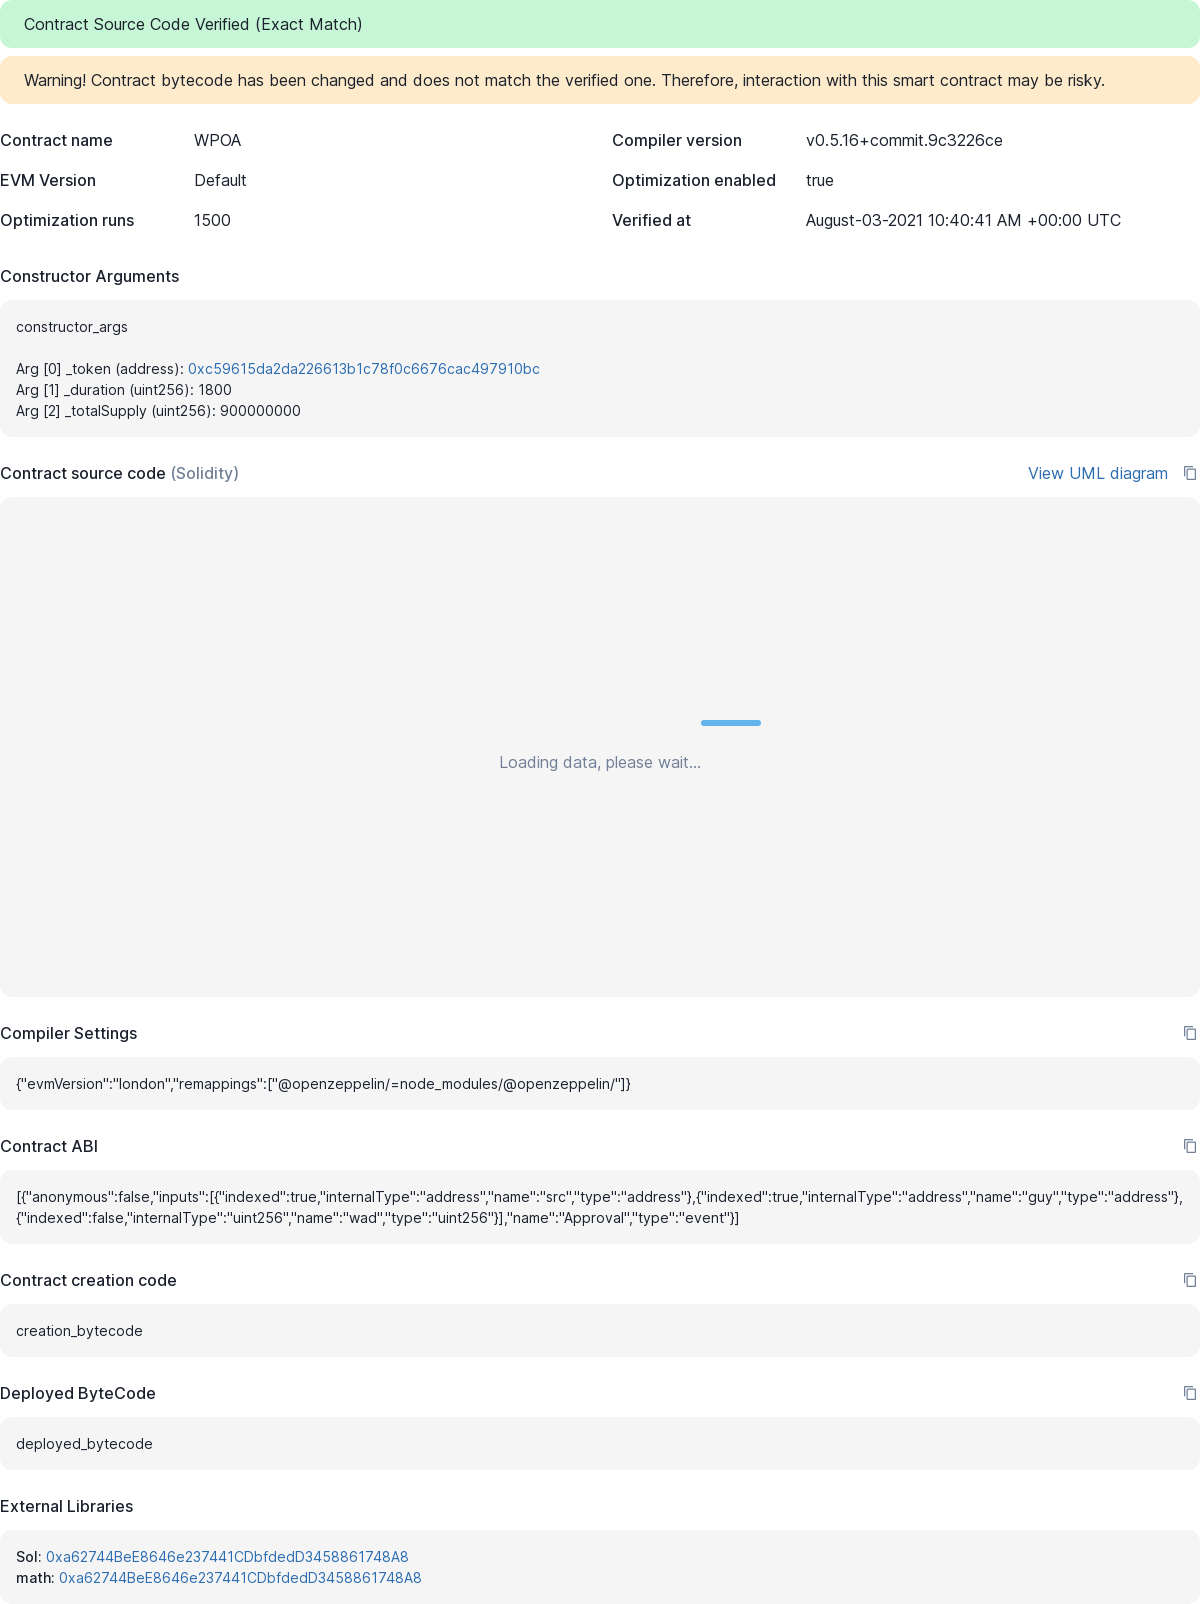 Contract Source Code Verified (Exact Match)
Warning! Contract bytecode has been changed and does not match the verified one. Therefore, interaction with this smart contract may be risky.
Contract name WPOA Compiler version v0.5.16+commit.9c3226ce
EVM Version Default Optimization enabled true
Optimization runs 1500 Verified at August-03-2021 10:40:41 AM +00:00 UTC
Constructor Arguments
constructor_args
Arg [0] _token (address): 0xc59615da2da226613b1c78f0c6676cac497910bc
Arg [1] _duration (uint256): 1800
Arg [2] _totalSupply (uint256): 900000000
Contract source code (Solidity) View UML diagram
Loading data, please wait...
Compiler Settings
{"evmVersion":"london","remappings":["@openzeppelin/=node_modules/@openzeppelin/"]}
Contract ABI
[{"anonymous":false,"inputs":[{"indexed":true,"internalType":"address","name":"src","type":"address"},{"indexed":true,"internalType":"address","name":"guy","type":"address"},
{"indexed":false,"internalType":"uint256","name":"wad","type":"uint256"}],"name":"Approval","type":"event"}]
Contract creation code
creation_bytecode
Deployed ByteCode
deployed_bytecode
External Libraries
Sol: 0xa62744BeE8646e237441CDbfdedD3458861748A8
math: 0xa62744BeE8646e237441CDbfdedD3458861748A8